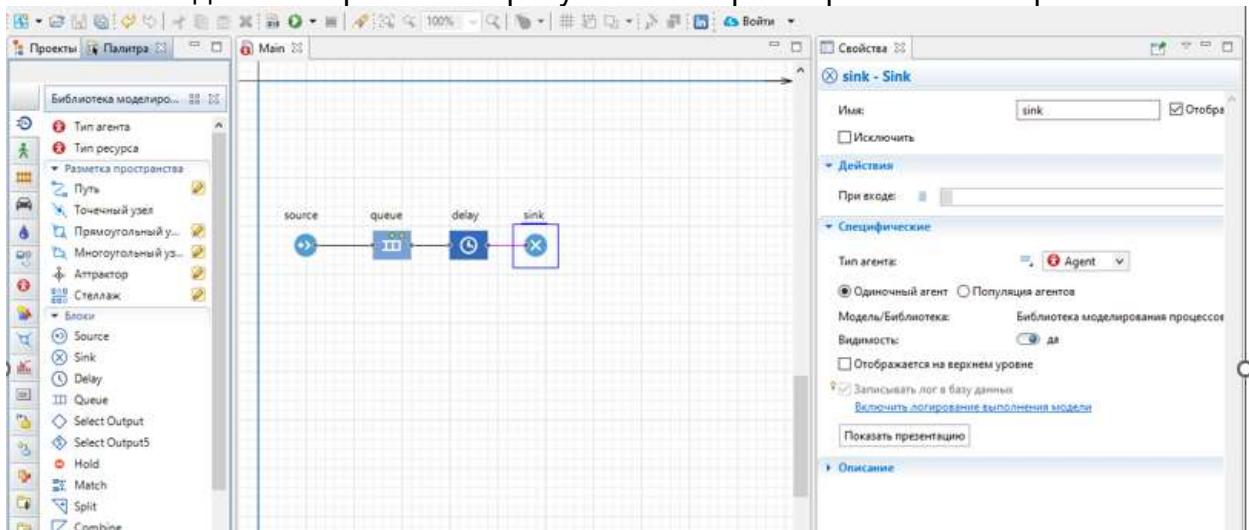 100%
Войти
Проекты
Палитра
Main
Свойства
Библиотека моделиро...
Тип агента
Тип ресурса
Разметка пространства
Путь
Точечный узел
Прямоугольный у...
Многоугольный уз...
Аттрактор
Стеллаж
Блоки
Source
Sink
Delay
Queue
Select Output
Select Output5
Hold
Match
Split
Combine
source
queue
delay
sink
sink - Sink
Имя:
sink
Отобра
Исключить
Действия
При входе:
Специфические
Тип агента:
Agent
Одиночный агент
Популяция агентов
Модель/Библиотека:
Библиотека моделирования процессов
Видимость:
да
Отображается на верхнем уровне
Записывать лог в базу данных
Включить логирование выполнения модели
Показать презентацию
Описание